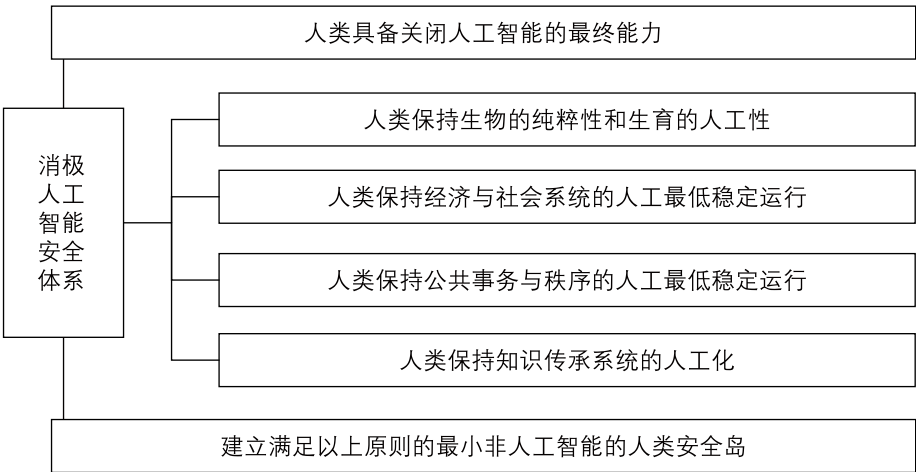 人类具备关闭人工智能的最终能力
消极
人工
智能
安全
体系
人类保持生物的纯粹性和生育的人工性
人类保持经济与社会系统的人工最低稳定运行
人类保持公共事务与秩序的人工最低稳定运行
人类保持知识传承系统的人工化
建立满足以上原则的最小非人工智能的人类安全岛